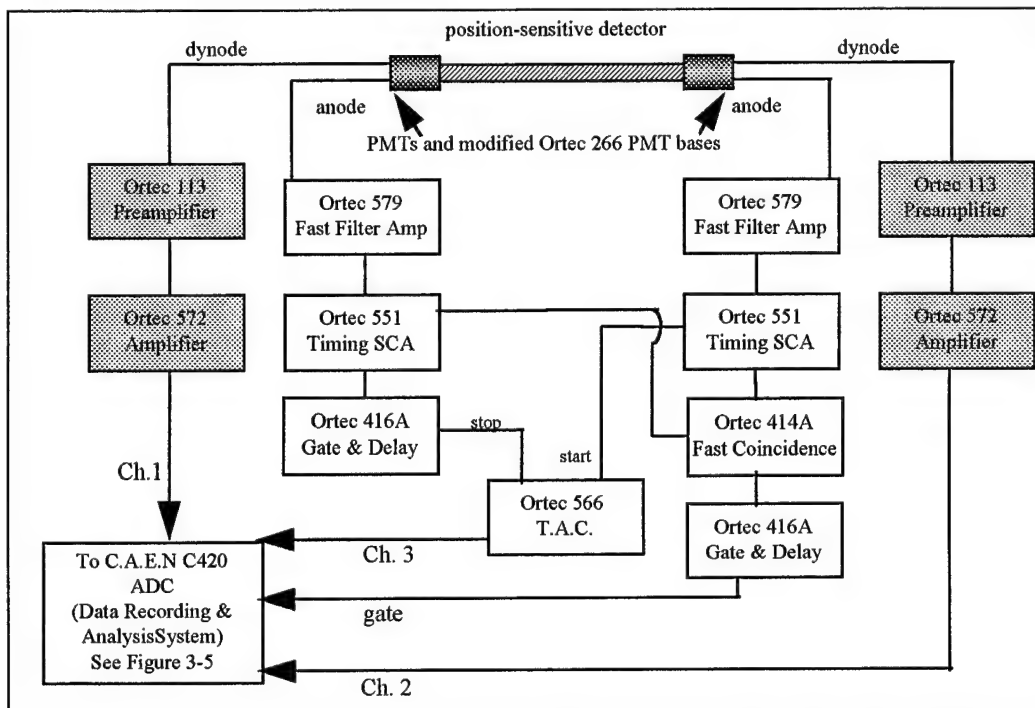 position-sensitive detector
dynode
dynode
anode
anode
PMTs and modified Ortec 266 PMT bases
Ortec 113
Preamplifier
Ortec 579
Fast Filter Amp
Ortec 579
Fast Filter Amp
Ortec 113
Preamplifier
Ortec 572
Amplifier
Ortec 551
Timing SCA
Ortec 551
Timing SCA
Ortec 572
Amplifier
Ortec 416A
Gate & Delay
stop
start
Ortec 414A
Fast Coincidence
Ch.1
Ortec 566
T.A.C.
Ortec 416A
Gate & Delay
Ch. 3
To C.A.E.N C420
ADC
(Data Recording &
AnalysisSystem)
See Figure 3-5
gate
Ch. 2